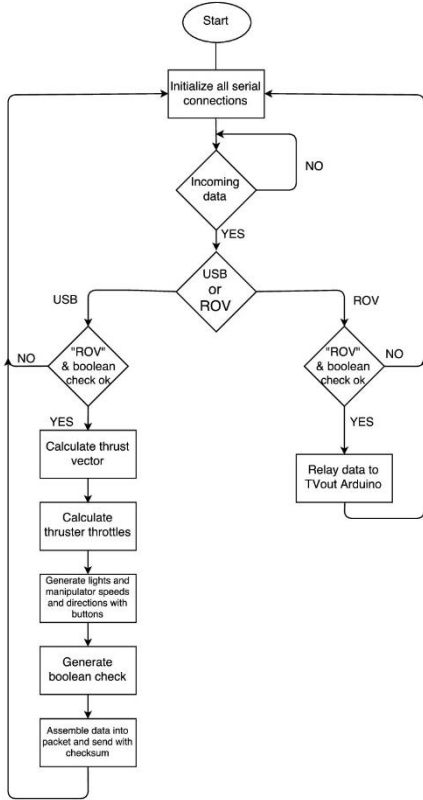 Start
Initialize all serial
connections
NO
Incoming
data
YES
USB
or
ROV
USB
ROV
NO
"ROV"
& boolean
check ok
"ROV"
& boolean
check ok
NO
YES
YES
Calculate thrust
vector
Relay data to
TVout Arduino
Calculate
thruster throttles
Generate lights and
manipulator speeds
and directions with
buttons
Generate
boolean check
Assemble data into
packet and send with
checksum